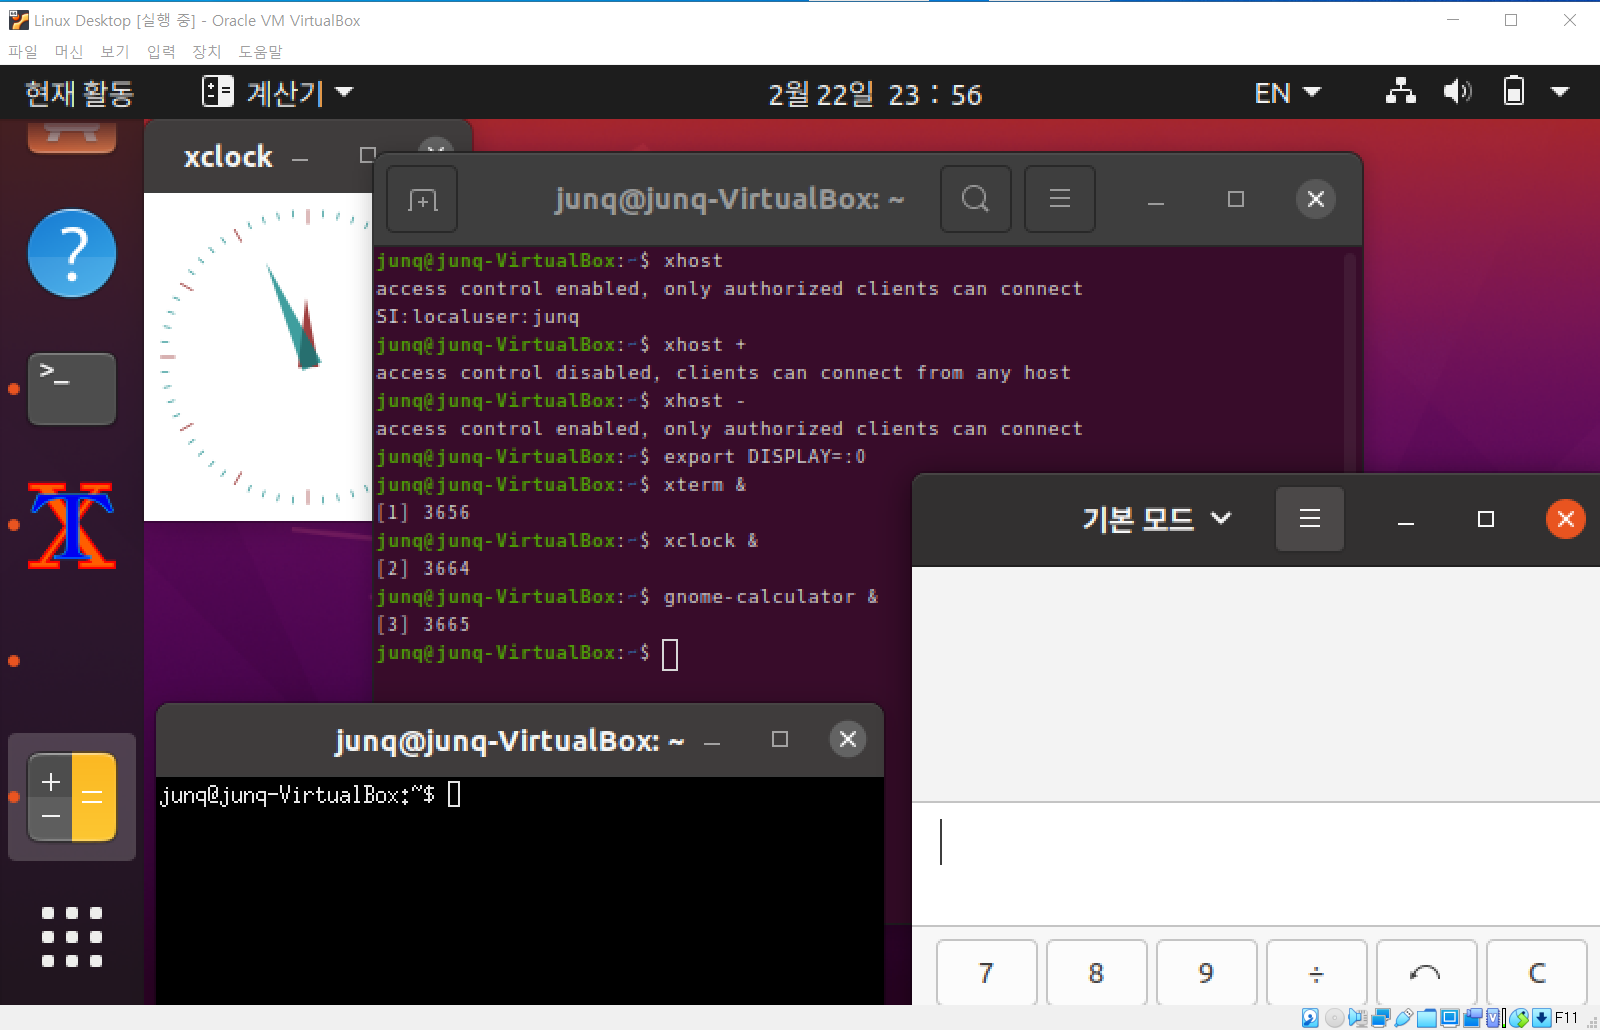 Linux Desktop [실행 중] - Oracle VM VirtualBox
파일 머신 보기 입력 장치 도움말
현재 활동 계산기 2월 22일 23 : 56 EN
xclock
junq@junq-VirtualBox: ~
junq@junq-VirtualBox:~$ xhost
access control enabled, only authorized clients can connect
SI:localuser:junq
junq@junq-VirtualBox:~$ xhost +
access control disabled, clients can connect from any host
junq@junq-VirtualBox:~$ xhost -
access control enabled, only authorized clients can connect
junq@junq-VirtualBox:~$ export DISPLAY=:0
junq@junq-VirtualBox:~$ xterm &
[1] 3656
junq@junq-VirtualBox:~$ xclock &
[2] 3664
junq@junq-VirtualBox:~$ gnome-calculator &
[3] 3665
junq@junq-VirtualBox:~$
기본 모드
junq@junq-VirtualBox: ~
junq@junq-VirtualBox:~$
7 8 9 ÷ C
F11